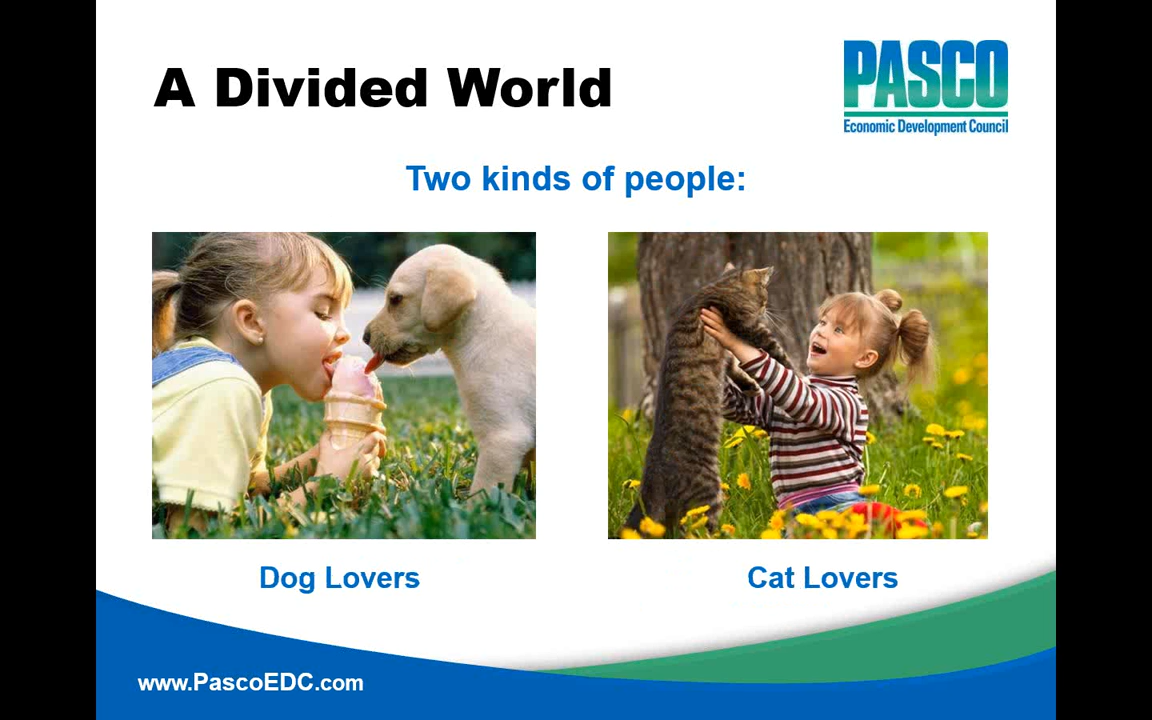 A Divided World
PASCO
Economic Development Council
Two kinds of people:
Dog Lovers
Cat Lovers
www.PascoEDC.com